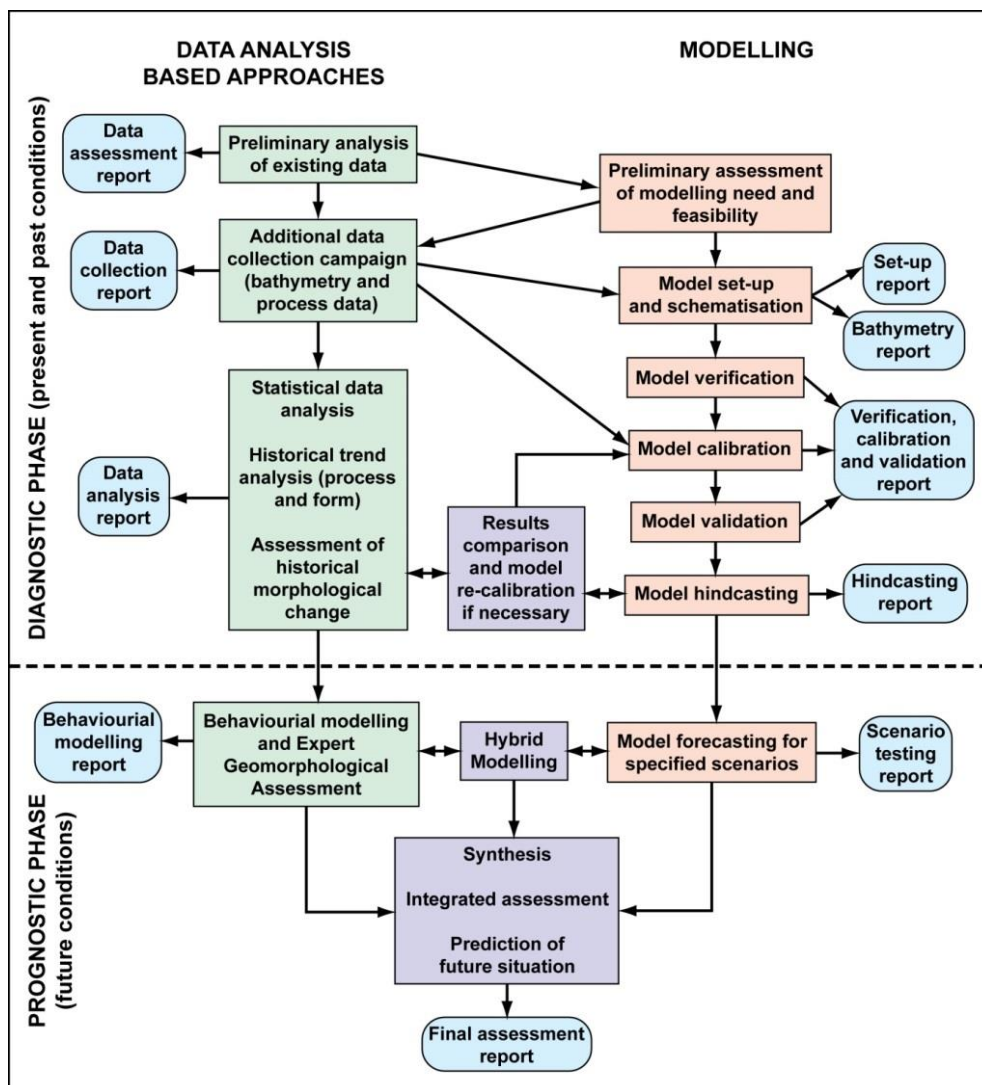 DATA ANALYSIS
BASED APPROACHES
MODELLING
DIAGNOSTIC PHASE (present and past conditions)
Data
assessment
report
Preliminary analysis
of existing data
Preliminary assessment
of modelling need and
feasibility
Data
collection
report
Additional data
collection campaign
(bathymetry and
process data)
Model set-up
and schematisation
Set-up
report
Bathymetry
report
Statistical data
analysis
Historical trend
analysis (process
and form)
Assessment of
historical
morphological
change
Data
analysis
report
Model verification
Model calibration
Model validation
Verification,
calibration
and validation
report
Results
comparison
and model
re-calibration
if necessary
Model hindcasting
Hindcasting
report
PROGNOSTIC PHASE
(future conditions)
Behaviourial
modelling
report
Behaviourial modelling
and Expert
Geomorphological
Assessment
Hybrid
Modelling
Model forecasting for
specified scenarios
Scenario
testing
report
Synthesis
Integrated assessment
Prediction of
future situation
Final assessment
report